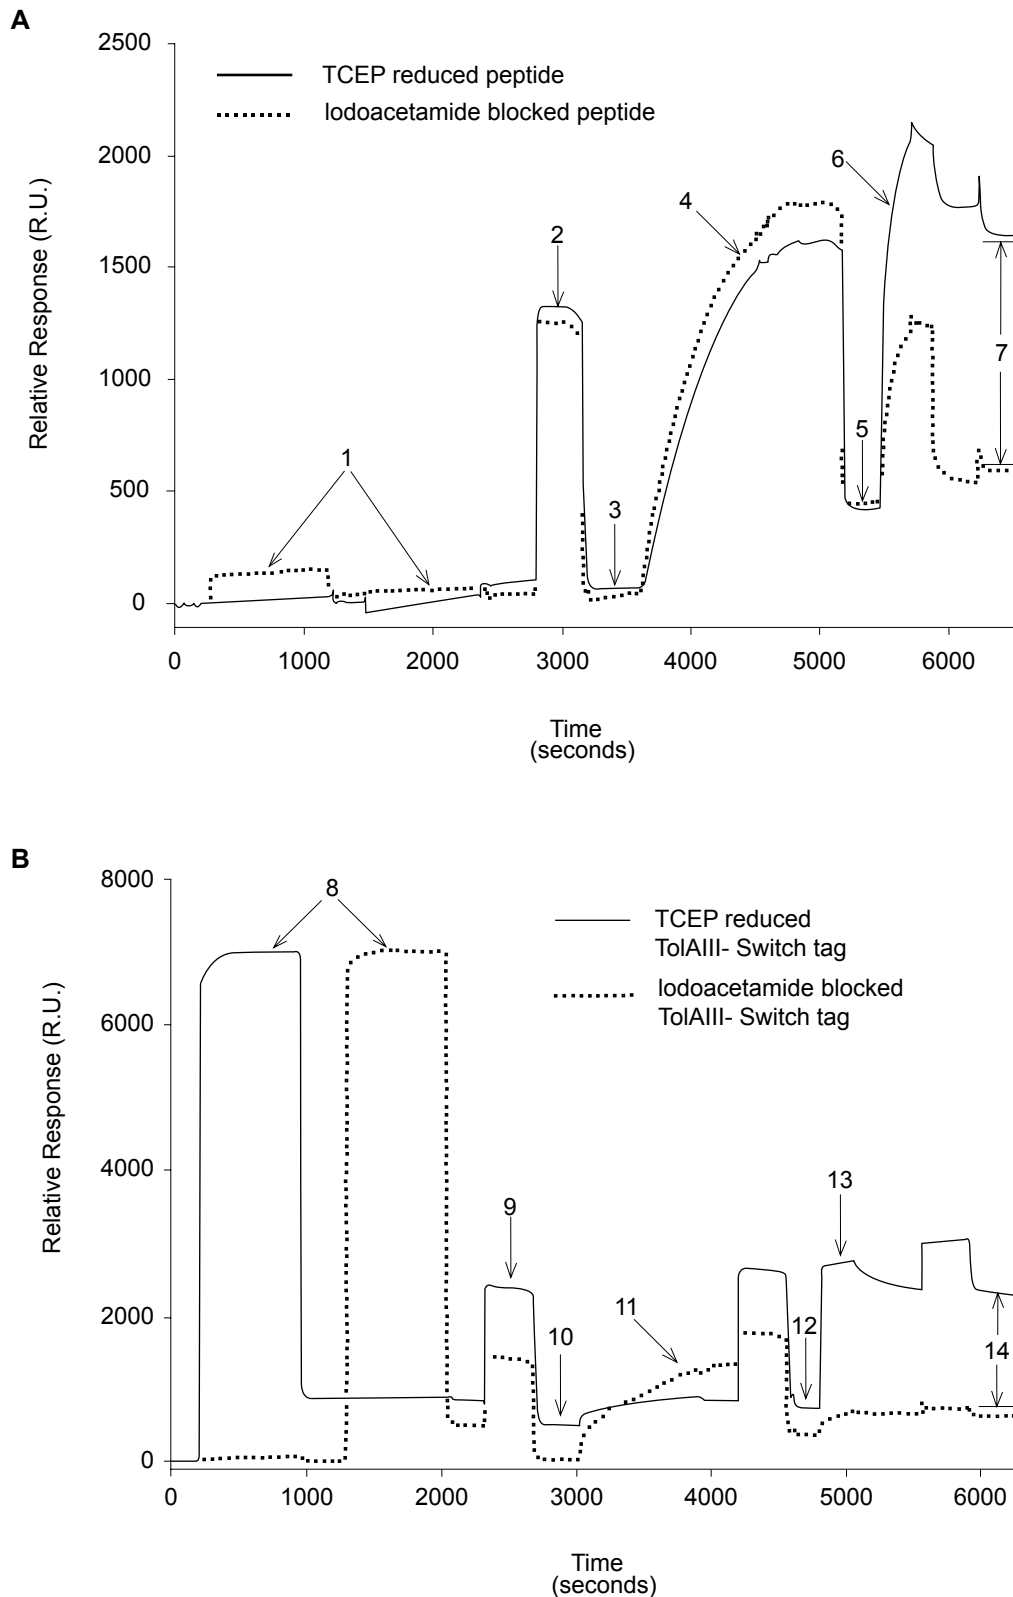 A
2500
2000
1500
1000
500
0
Relative Response (R.U.)
TCEP reduced peptide
Iodoacetamide blocked peptide
1
2
3
4
5
6
7
0 1000 2000 3000 4000 5000 6000
Time
(seconds)
B
8000
6000
4000
2000
0
Relative Response (R.U.)
TCEP reduced
TolAIII- Switch tag
Iodoacetamide blocked
TolAIII- Switch tag
8
9
10
11
12
13
14
0 1000 2000 3000 4000 5000 6000
Time
(seconds)